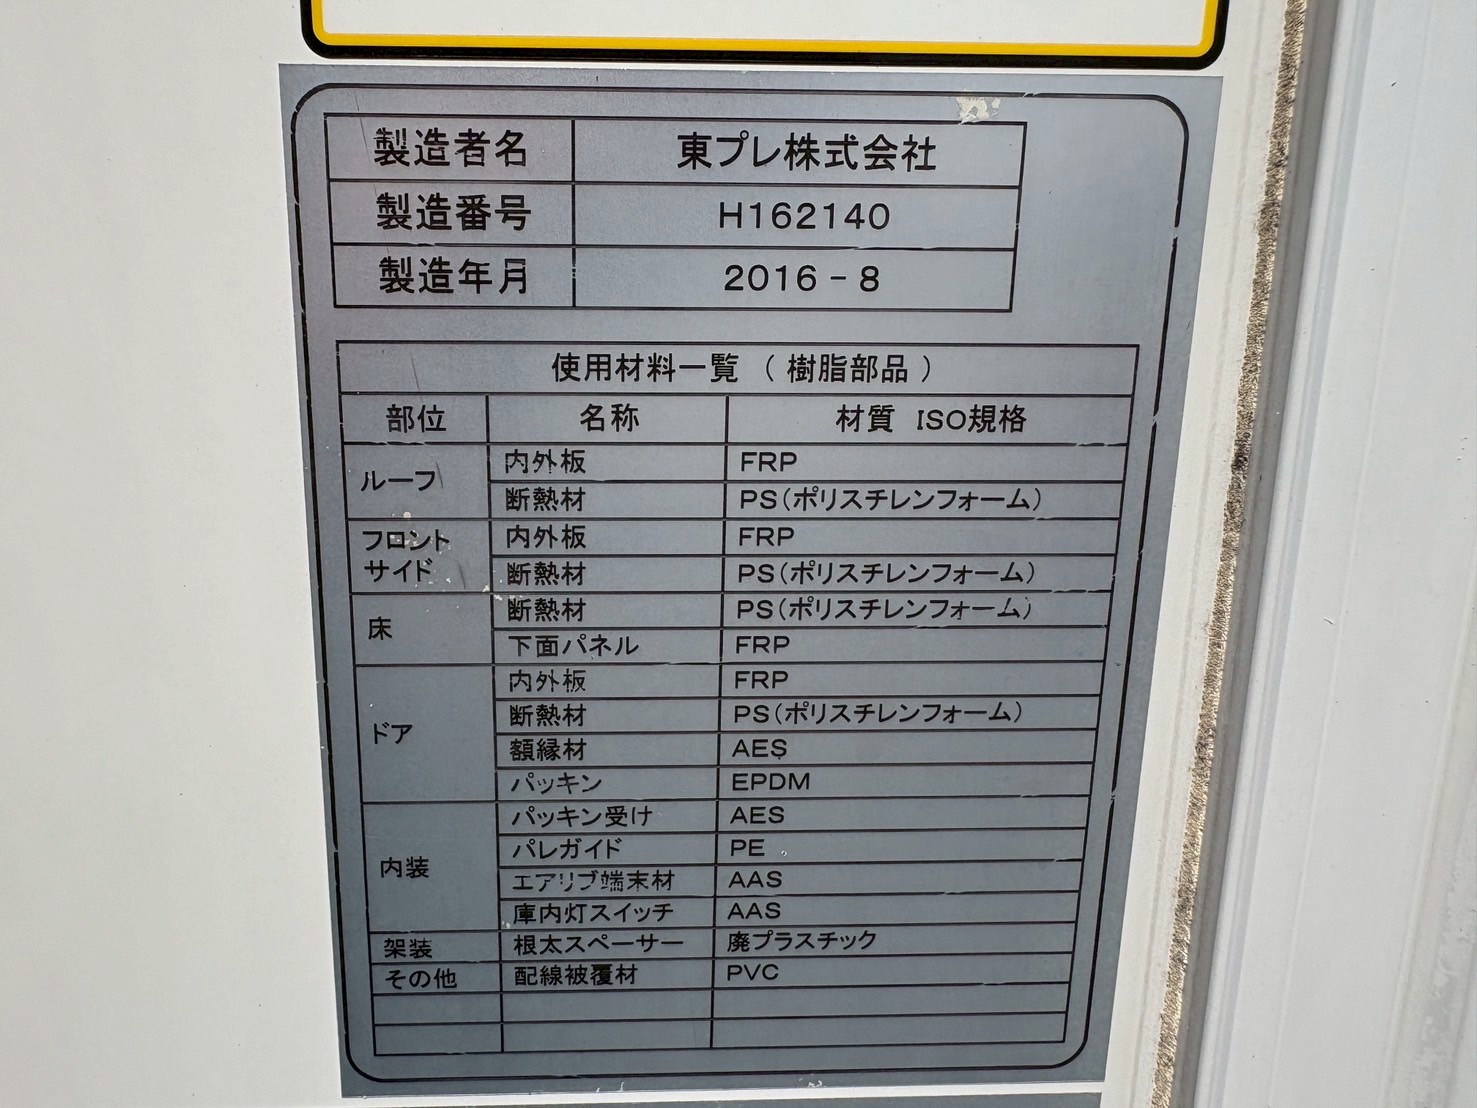 製造者名 東プレ株式会社
製造番号 H162140
製造年月 2016-8
使用材料一覧 (樹脂部品)
部位 名称 材質 ISO規格
ルーフ 内外板 FRP
断熱材 PS(ポリスチレンフォーム)
フロント サイド 内外板 FRP
断熱材 PS(ポリスチレンフォーム)
床 断熱材 PS(ポリスチレンフォーム)
下面パネル FRP
ドア 内外板 FRP
断熱材 PS(ポリスチレンフォーム)
額縁材 AES
パッキン EPDM
内装 パッキン受け AES
パレガイド PE
エアリブ端末材 AAS
庫内灯スイッチ AAS
架装 根太スペーサー 廃プラスチック
その他 配線被覆材 PVC